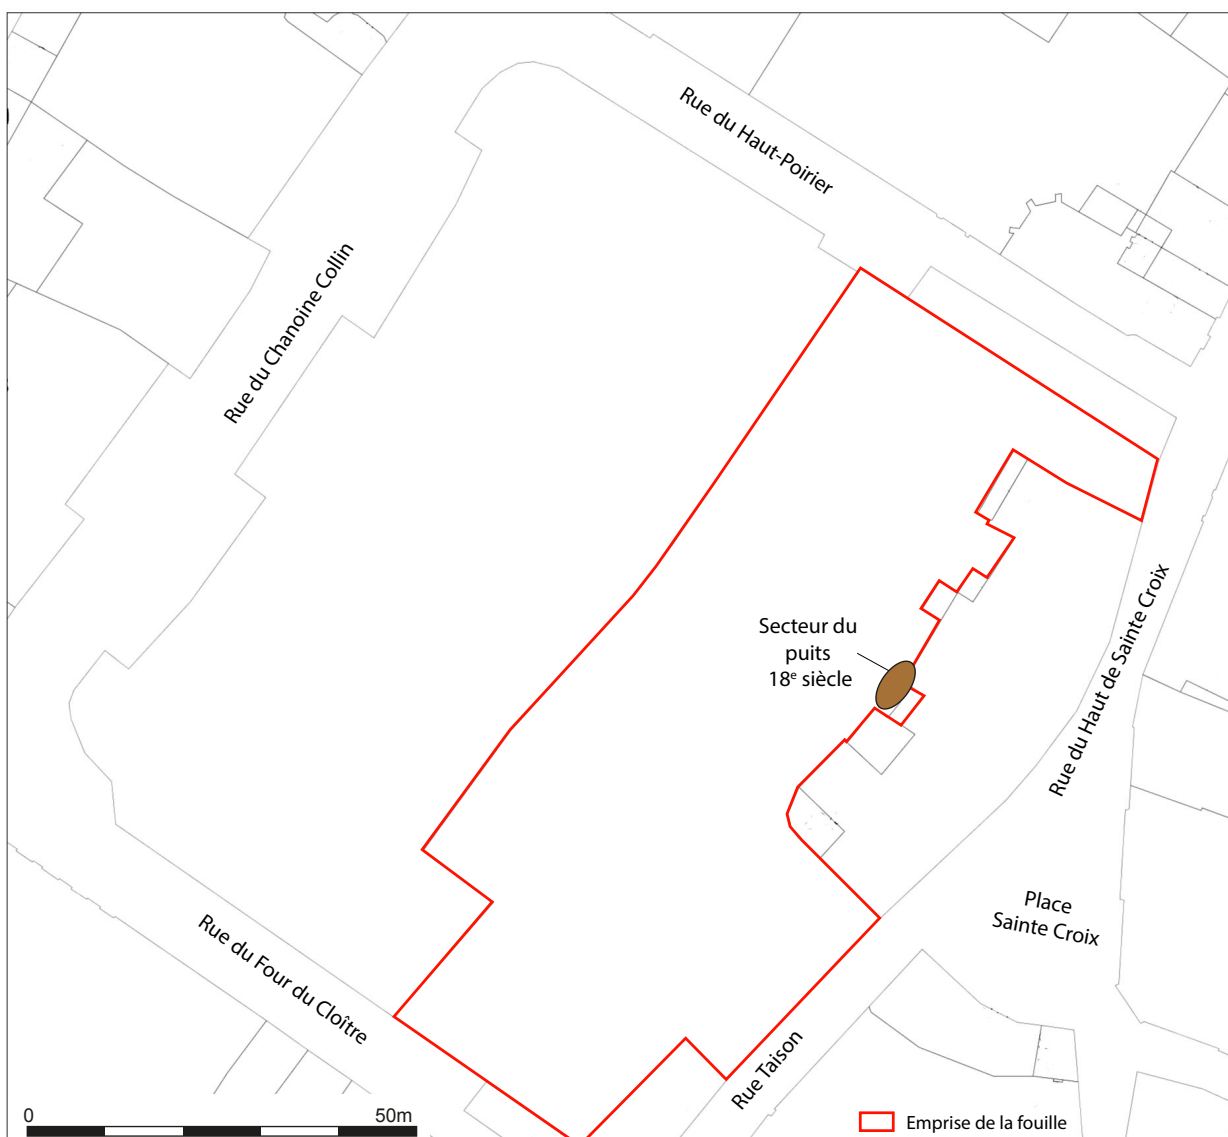 Rue du Haut-Poirier
Rue du Chanoine Collin
Secteur du
puits
18e siècle
Rue du Haut de Sainte Croix
Place
Sainte Croix
Rue du Four du Cloître
Rue Taison
0
50m
Emprise de la fouille